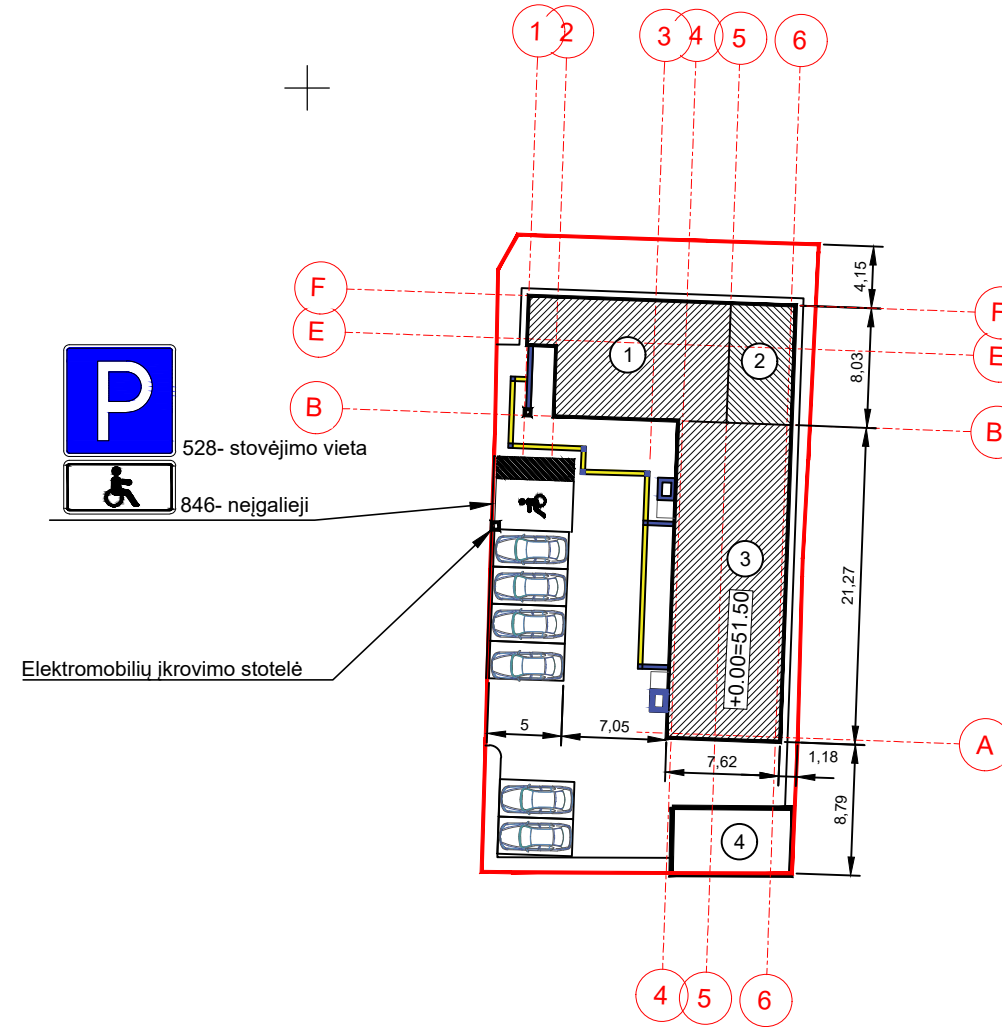 1 2 3 4 5 6
4,15
F F
E E
1 2
8,03
B B
P
528- stovėjimo vieta
846- neįgalieji
3
+0.00=51.50
21,27
Elektromobilių įkrovimo stotelė
5 7,05
A
7,62 1,18
8,79
4
4 5 6